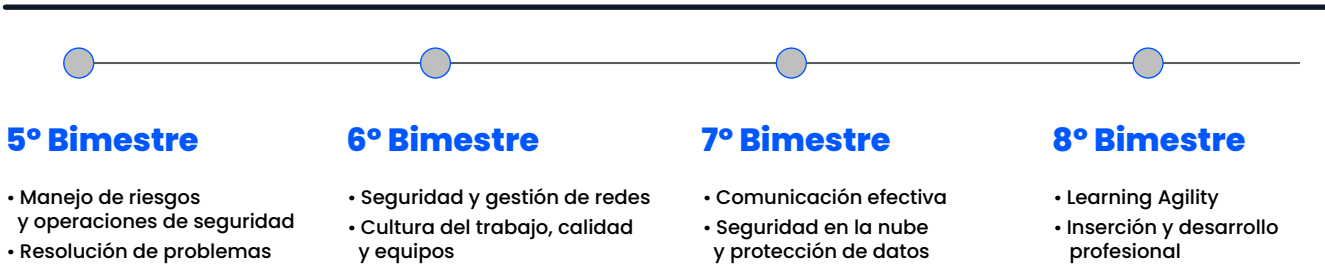 5º Bimestre
• Manejo de riesgos
y operaciones de seguridad
• Resolución de problemas
6º Bimestre
• Seguridad y gestión de redes
• Cultura del trabajo, calidad
y equipos
7º Bimestre
• Comunicación efectiva
• Seguridad en la nube
y protección de datos
8º Bimestre
• Learning Agility
• Inserción y desarrollo
profesional